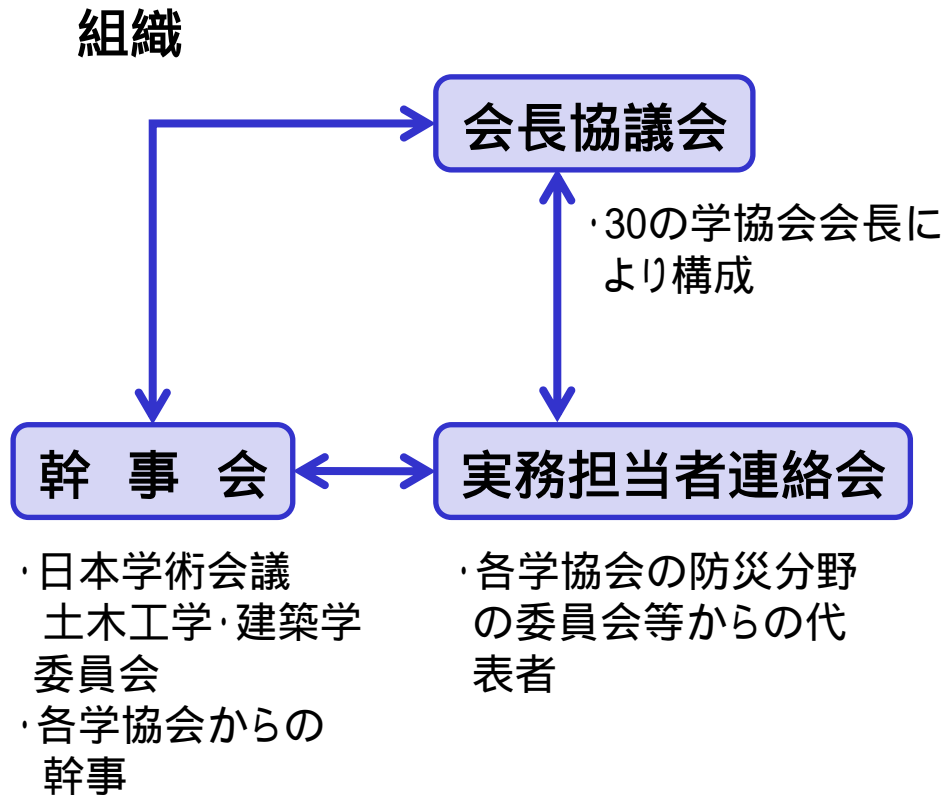 組織
会長協議会
・30の学協会会長に
より構成
幹 事 会
実務担当者連絡会
・日本学術会議
土木工学・建築学
委員会
・各学協会からの
幹事
・各学協会の防災分野
の委員会等からの代
表者